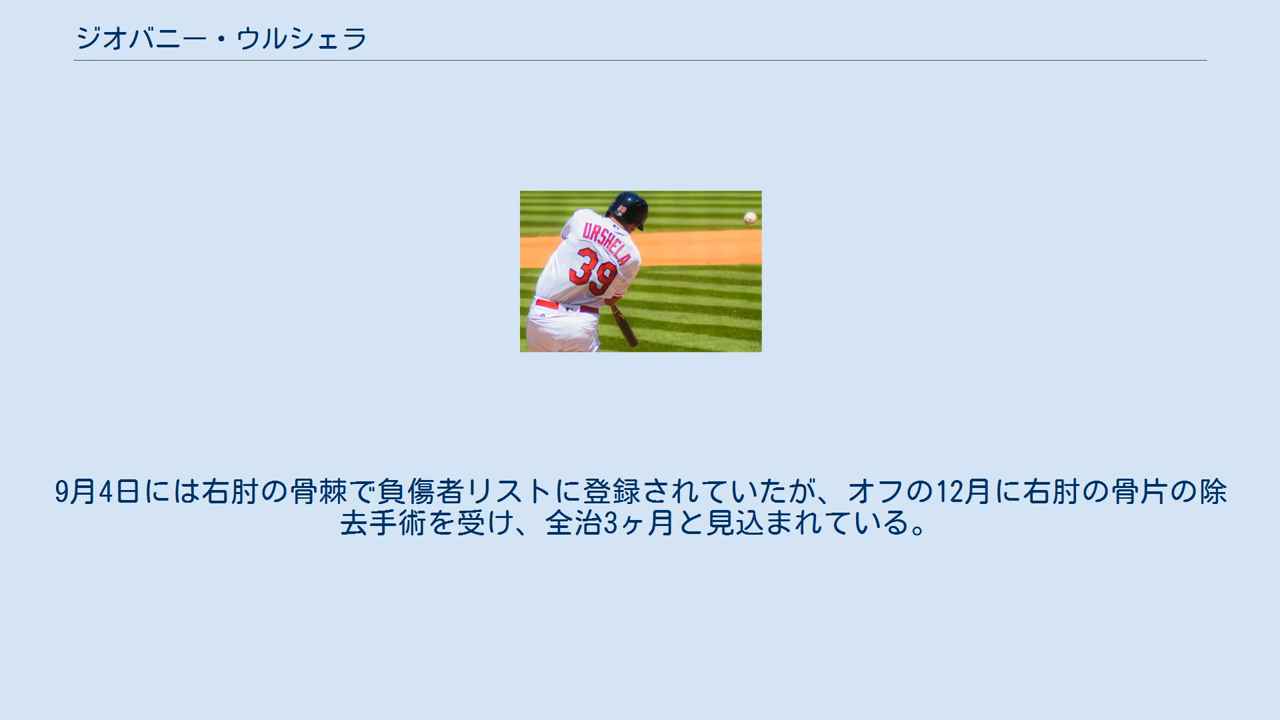 ジオバニー・ウルシェラ
URSHELA
39
9月4日には右肘の骨棘で負傷者リストに登録されていたが、オフの12月に右肘の骨片の除
去手術を受け、全治3ヶ月と見込まれている。